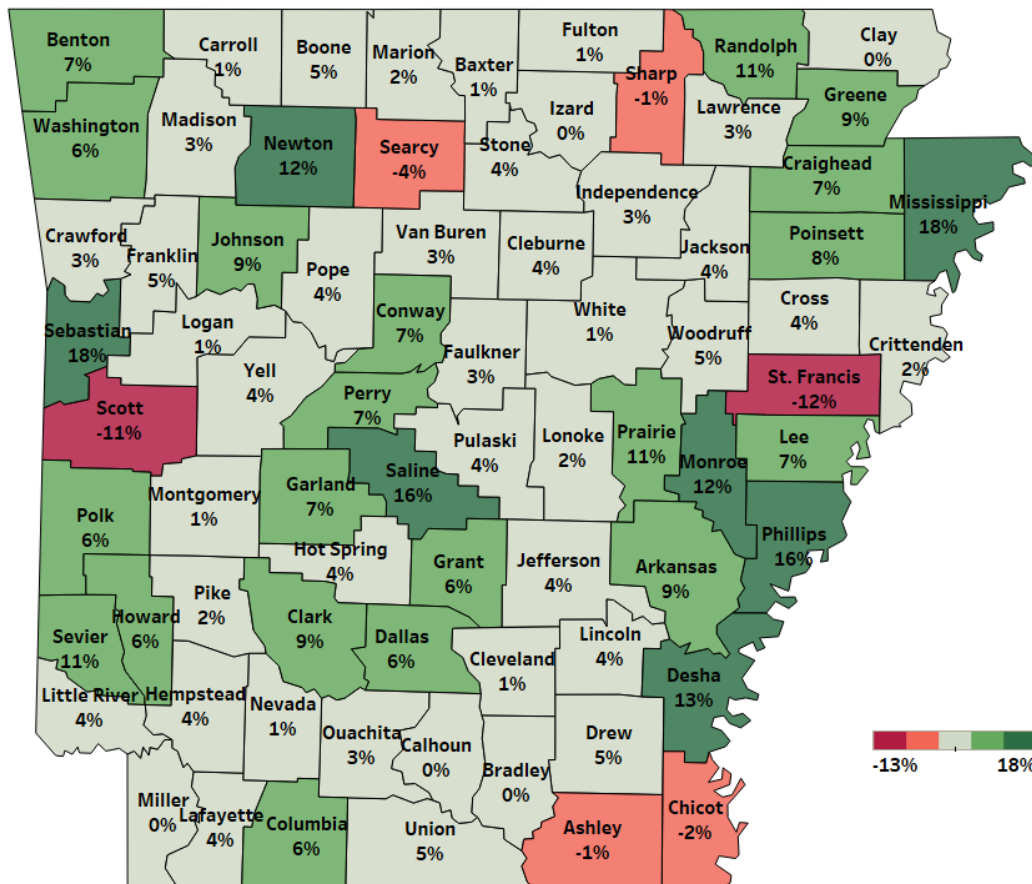 Benton
7%
Carroll
1%
Boone
5%
Marion
2%
Baxter
1%
Fulton
1%
Sharp
-1%
Randolph
11%
Clay
0%
Washington
6%
Madison
3%
Newton
12%
Searcy
-4%
Stone
4%
Izard
0%
Lawrence
3%
Greene
9%
Craighead
7%
Mississippi
18%
Independence
3%
Crawford
3%
Franklin
5%
Johnson
9%
Pope
4%
Van Buren
3%
Cleburne
4%
Jackson
4%
Poinsett
8%
Sebastian
18%
Logan
1%
Conway
7%
White
1%
Woodruff
5%
Cross
4%
Crittenden
2%
Yell
4%
Faulkner
3%
Scott
-11%
Perry
7%
St. Francis
-12%
Pulaski
4%
Lonoke
2%
Prairie
11%
Monroe
12%
Lee
7%
Montgomery
1%
Garland
7%
Saline
16%
Polk
6%
Hot Spring
4%
Grant
6%
Jefferson
4%
Arkansas
9%
Phillips
16%
Pike
2%
Howard
6%
Sevier
11%
Clark
9%
Dallas
6%
Cleveland
1%
Lincoln
4%
Desha
13%
Little River
4%
Hempstead
4%
Nevada
1%
Ouachita
3%
Calhoun
0%
Bradley
0%
Drew
5%
-13%
18%
Miller
0%
Lafayette
4%
Columbia
6%
Union
5%
Ashley
-1%
Chicot
-2%